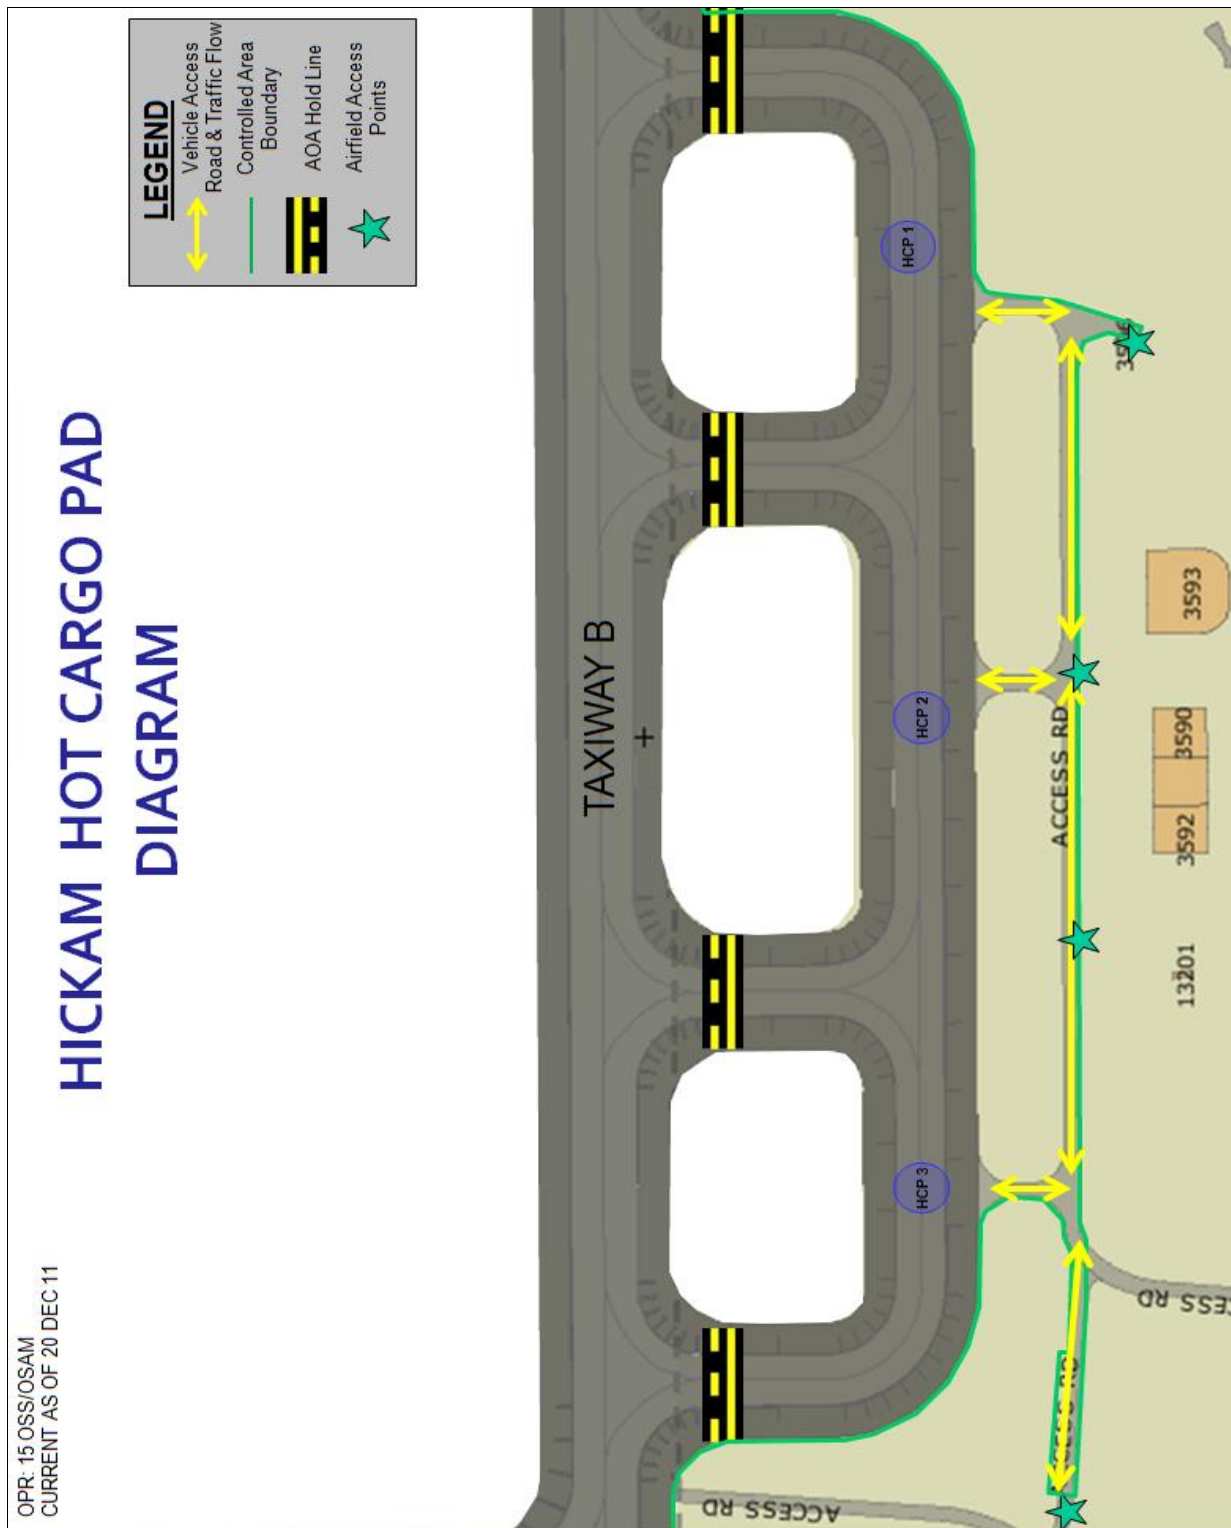 OPR: 15 OSS/OSAM
CURRENT AS OF 20 DEC 11
HICKAM HOT CARGO PAD
DIAGRAM
LEGEND
Vehicle Access
Road & Traffic Flow
Controlled Area
Boundary
AOA Hold Line
Airfield Access
Points
TAXIWAY B
HCP 3
HCP 2
HCP 1
ACCESS RD
ACCESS RD
13201
3592
3590
3593